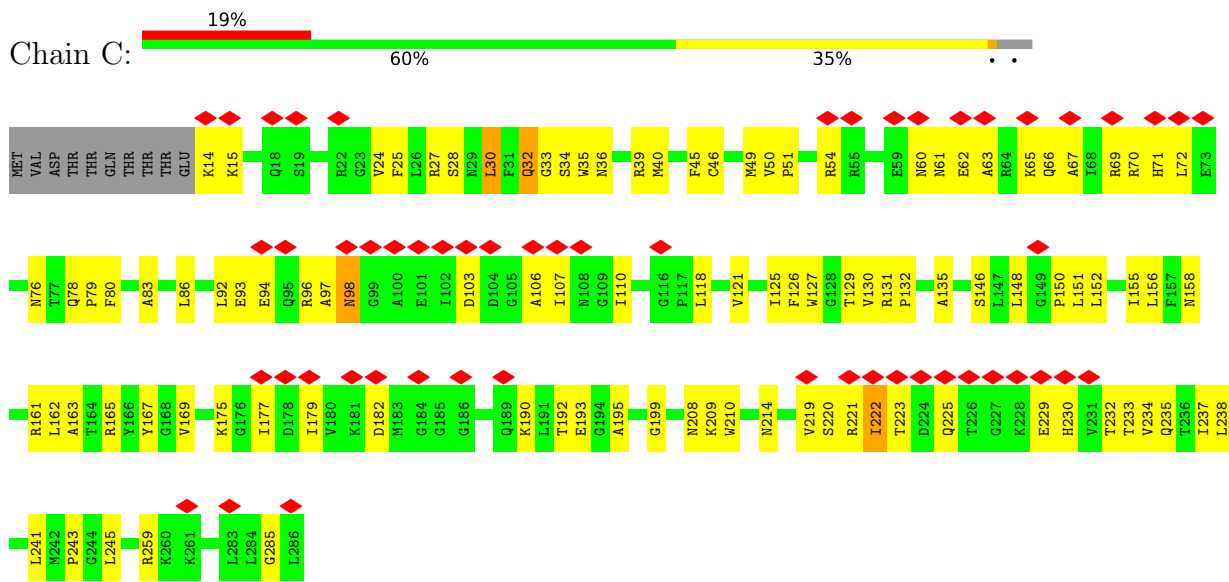 19%
Chain C:
60% 35% • •
MET VAL ASP THR THR GLN THR THR THR GLU K14 K15 Q18 S19 R22 G23 V24 F25 L26 R27 S28 N29 L30 F31 Q32 G33 S34 W35 N36 R39 M40 F45 C46 M49 V50 P51 R54 R55 E59 N60 N61 E62 A63 R64 K65 Q66 A67 I68 R69 R70 H71 L72 E73
N76 T77 Q78 P79 F80 A83 L86 L92 E93 E94 Q95 R96 A97 N98 G99 A100 E101 I102 D103 D104 G105 A106 I107 N108 G109 I110 G116 P117 L118 V121 I125 F126 W127 G128 T129 V130 R131 P132 A135 S146 L147 L148 G149 P150 L151 L152 I155 L156 F157 N158
R161 L162 A163 T164 R165 Y166 Y167 G168 V169 K175 G176 I177 D178 I179 V180 K181 D182 M183 G184 G185 G186 Q189 K190 L191 T192 E193 G194 A195 G199 N208 K209 W210 N214 V219 S220 R221 I222 T223 D224 Q225 T226 G227 K228 E229 H230 V231 T232 T233 V234 Q235 T236 I237 L238
L241 M242 P243 G244 L245 R259 K260 K261 L283 L284 G285 L286